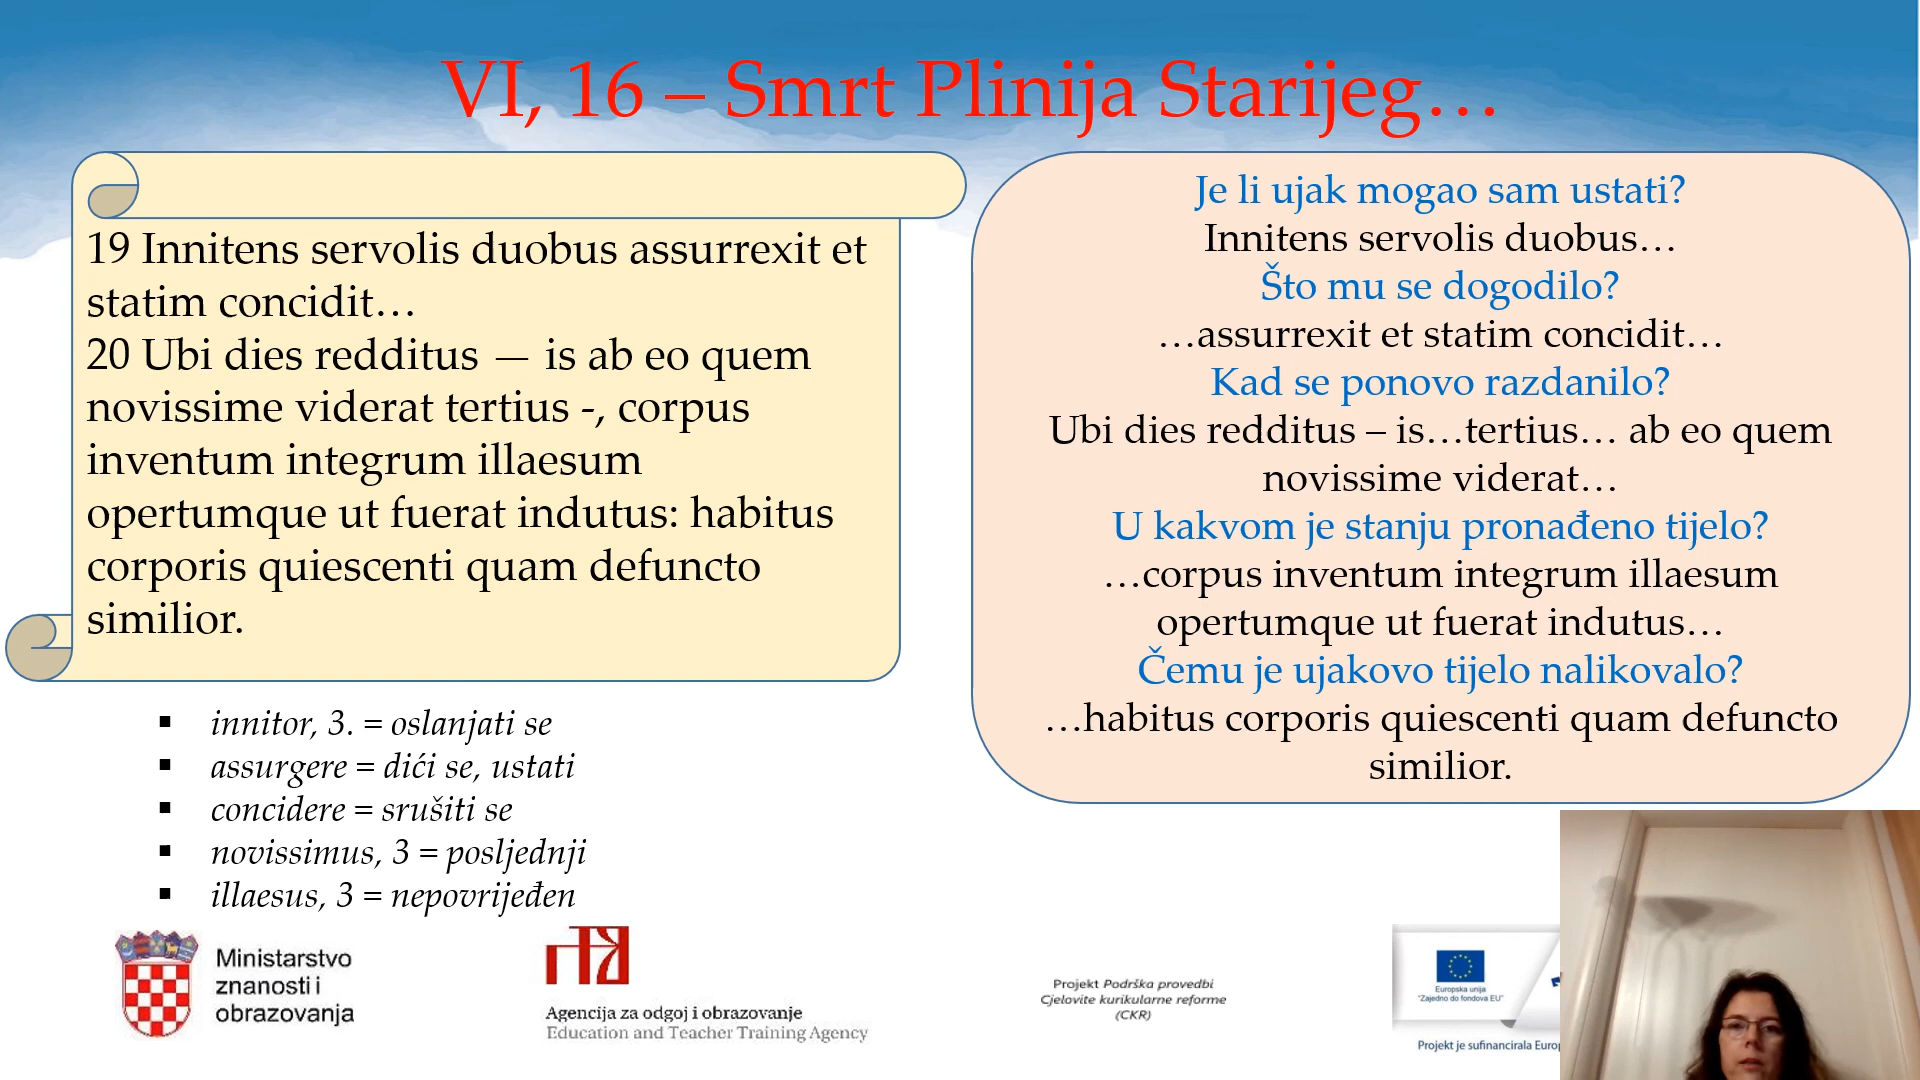 VI, 16 – Smrt Plinija Starijeg…
19 Innitens servolis duobus assurrexit et
statim concidit…
20 Ubi dies redditus — is ab eo quem
novissime viderat tertius -, corpus
inventum integrum illaesum
opertumque ut fuerat indutus: habitus
corporis quiescenti quam defuncto
similior.
▪ innitor, 3. = oslanjati se
▪ assurgere = dići se, ustati
▪ concidere = srušiti se
▪ novissimus, 3 = posljednji
▪ illaesus, 3 = nepovrijeđen
Je li ujak mogao sam ustati?
Innitens servolis duobus…
Što mu se dogodilo?
…assurrexit et statim concidit…
Kad se ponovo razdanilo?
Ubi dies redditus – is…tertius… ab eo quem
novissime viderat…
U kakvom je stanju pronađeno tijelo?
…corpus inventum integrum illaesum
opertumque ut fuerat indutus…
Čemu je ujakovo tijelo nalikovalo?
…habitus corporis quiescenti quam defuncto
similior.
Ministarstvo
znanosti i
obrazovanja
Agencija za odgoj i obrazovanje
Education and Teacher Training Agency
Projekt Podrška provedbi
Cjelovite kurikularne reforme
(CKR)
Europska unija
"Zajedno do fondova EU"
Projekt je sufinancirala Europ